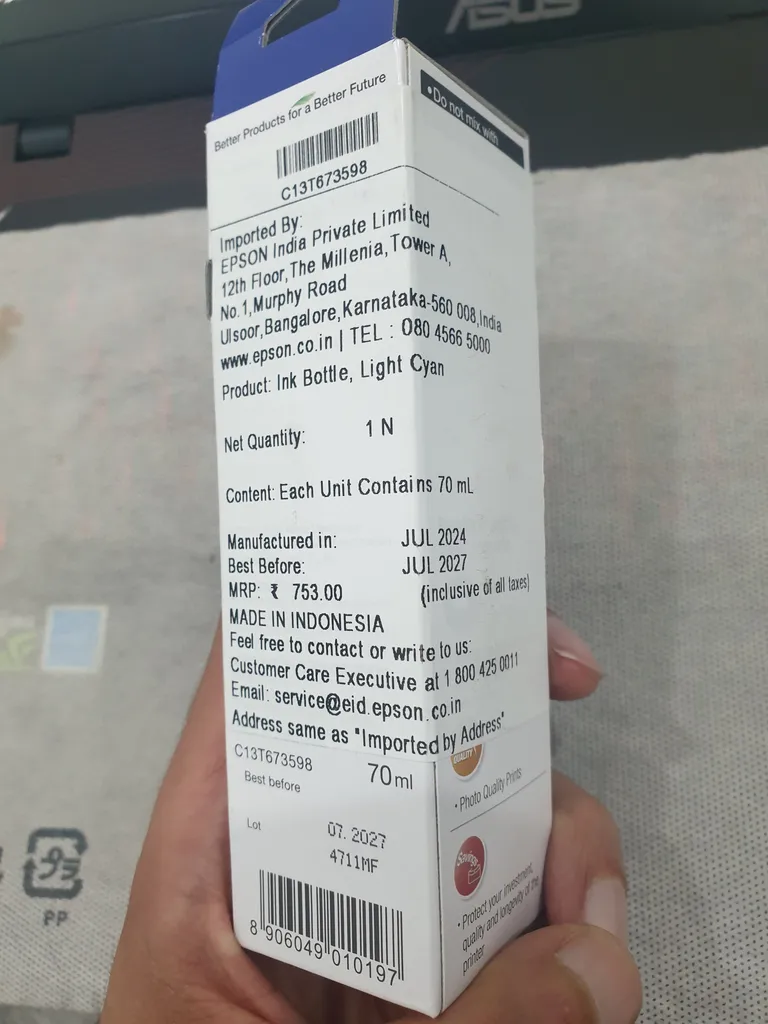 ASUS
Better Products for a Better Future
•Do not mix with
C13T673598
Imported By:
EPSON India Private Limited
12th Floor,The Millenia,Tower A,
No.1,Murphy Road
Ulsoor,Bangalore,Karnataka-560 008,India
www.epson.co.in | TEL : 080 4566 5000
Product: Ink Bottle, Light Cyan
Net Quantity: 1 N
Content: Each Unit Contains 70 mL
Manufactured in: JUL 2024
Best Before: JUL 2027
MRP: ₹ 753.00 (inclusive of all taxes)
MADE IN INDONESIA
Feel free to contact or write to us:
Customer Care Executive at 1 800 425 0011
Email: service@eid.epson.co.in
Address same as "Imported by Address"
C13T673598 70ml
Best before
Lot 07. 2027
4711MF
8 906049 010197
QUALITY
• Photo Quality Prints
Savings
• Protect your investment,
quality and longevity of the
printer
プラ
PP